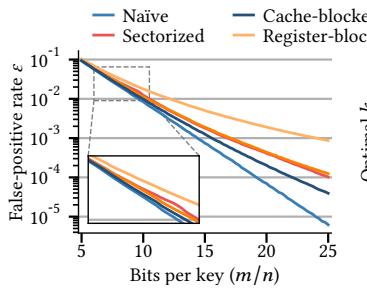 Naïve
Cache-blocke
Sectorized
Register-bloc
False-positive rate ε
10⁻¹
10⁻²
10⁻³
10⁻⁴
10⁻⁵
5
10
15
20
25
Bits per key (m/n)